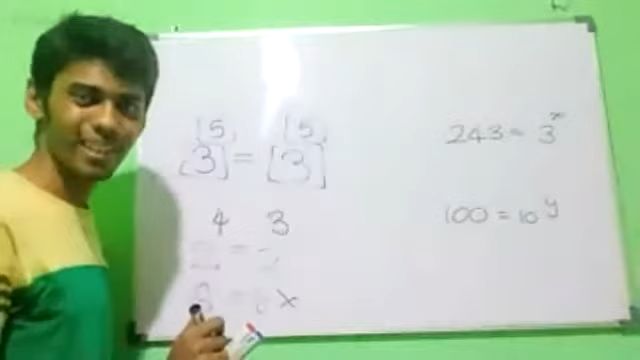 [3]^5 = [3]^5
243 = 3^x
4 3
100 = 10^y
x